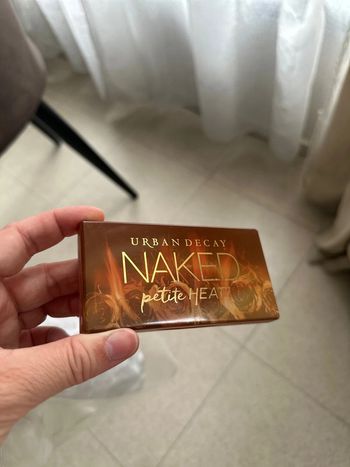 URBAN DECAY
NAKED
petite HEAT